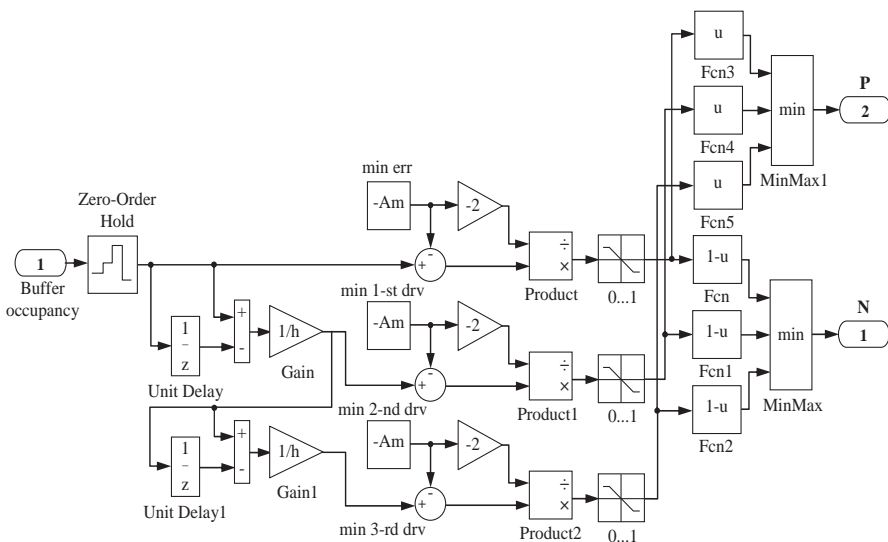 u
Fcn3
P
min
2
u
Fcn4
MinMax1
u
Fcn5
min err
-Am
-2
Zero-Order
Hold
1
Buffer
occupancy
+
-
÷
×
Product
0...1
1-u
Fcn
N
min
1
1-u
Fcn1
MinMax
1-u
Fcn2
min 1-st drv
-Am
-2
1
z
Unit Delay
+
-
1/h
Gain
+
-
÷
×
Product1
0...1
min 2-nd drv
-Am
-2
1
z
Unit Delay1
+
-
1/h
Gain1
+
-
÷
×
Product2
0...1
min 3-rd drv